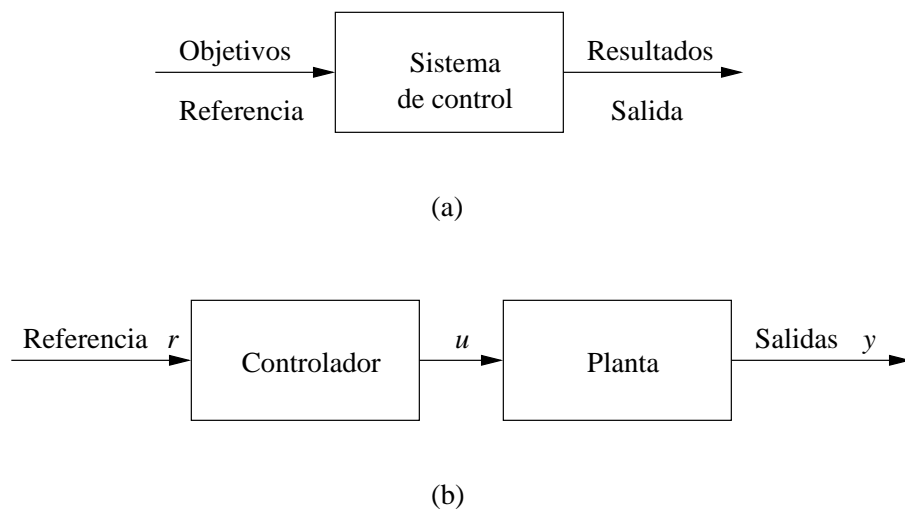 Objetivos
Referencia
Sistema
de control
Resultados
Salida
(a)
Referencia r
Controlador
u
Planta
Salidas y
(b)